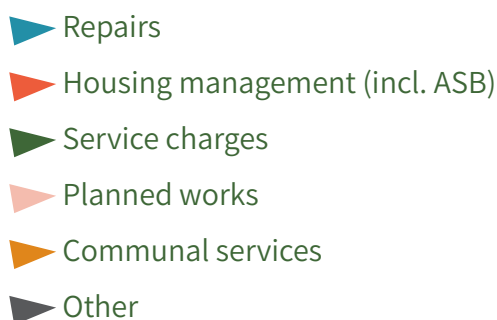 Repairs
Housing management (incl. ASB)
Service charges
Planned works
Communal services
Other